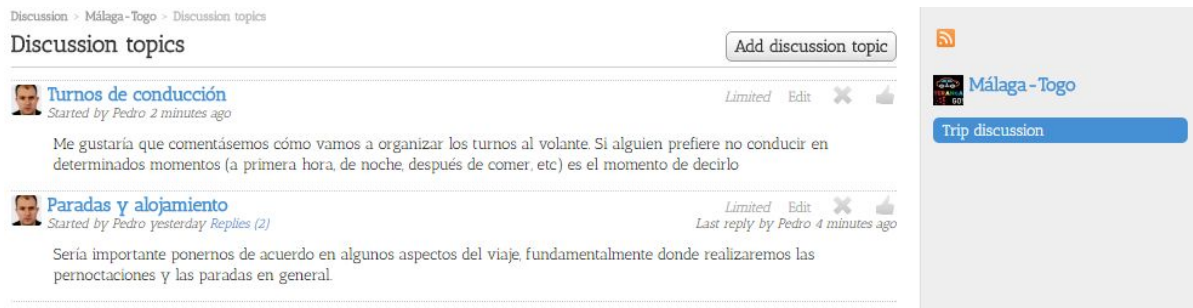 Discussion > Málaga-Togo > Discussion topics
Discussion topics
Add discussion topic
Turnos de conducción
Limited Edit
Started by Pedro 2 minutes ago
Me gustaría que comentásemos cómo vamos a organizar los turnos al volante. Si alguien prefiere no conducir en
determinados momentos (a primera hora, de noche, después de comer, etc) es el momento de decirlo
Paradas y alojamiento
Limited Edit
Started by Pedro yesterday Replies (2)
Last reply by Pedro 4 minutes ago
Sería importante ponernos de acuerdo en algunos aspectos del viaje, fundamentalmente donde realizaremos las
pernoctaciones y las paradas en general.
Málaga-Togo
Trip discussion